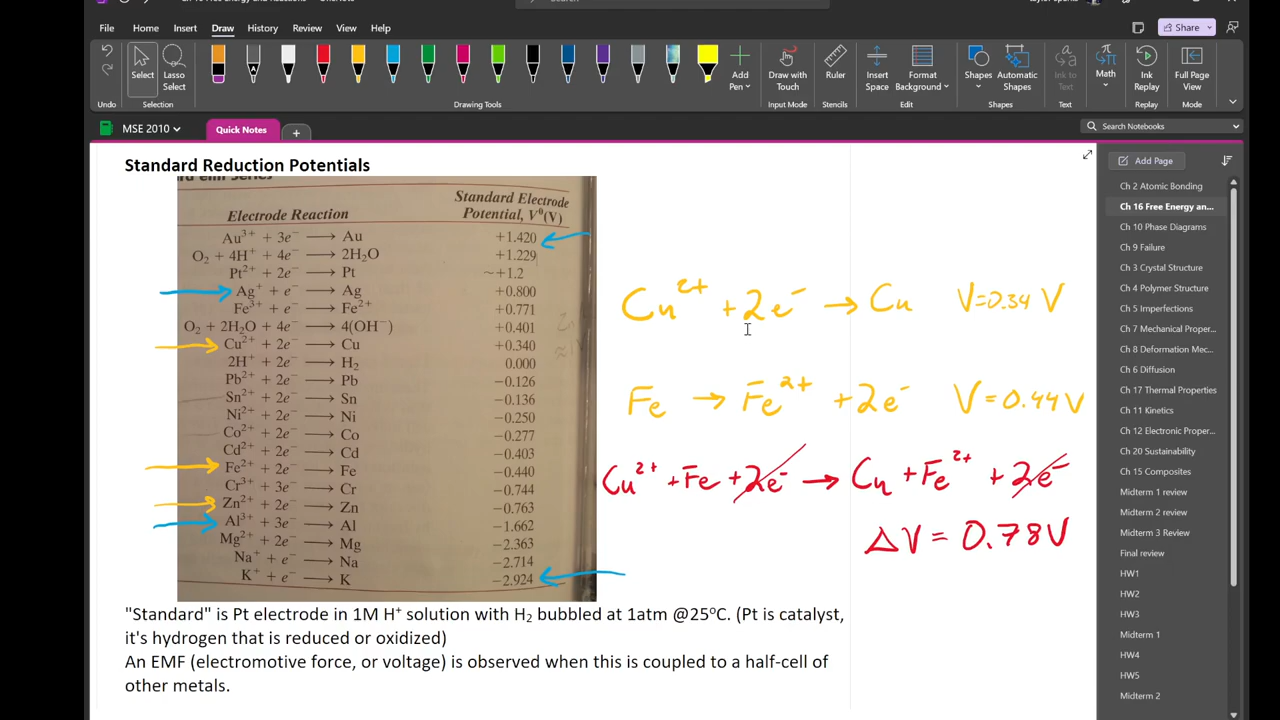 File Home Insert Draw History Review View Help
Share
Select
Lasso Select
Add Pen
Draw with Touch
Ruler
Insert Space
Format Background
Shapes
Automatic Shapes
Ink to Text
Math
Ink Replay
Full Page View
Undo Selection Drawing Tools Input Mode Stencils Edit Shapes Text Math Replay Mode
MSE 2010 Quick Notes + Search Notebooks
Standard Reduction Potentials
Electrode Reaction
Standard Electrode Potential, V⁰(V)
Au³⁺ + 3e⁻ ⟶ Au +1.420
O₂ + 4H⁺ + 4e⁻ ⟶ 2H₂O +1.229
Pt²⁺ + 2e⁻ ⟶ Pt ~+1.2
Ag⁺ + e⁻ ⟶ Ag +0.800
Fe³⁺ + e⁻ ⟶ Fe²⁺ +0.771
O₂ + 2H₂O + 4e⁻ ⟶ 4(OH⁻) +0.401
Cu²⁺ + 2e⁻ ⟶ Cu +0.340
2H⁺ + 2e⁻ ⟶ H₂ 0.000
Pb²⁺ + 2e⁻ ⟶ Pb −0.126
Sn²⁺ + 2e⁻ ⟶ Sn −0.136
Ni²⁺ + 2e⁻ ⟶ Ni −0.250
Co²⁺ + 2e⁻ ⟶ Co −0.277
Cd²⁺ + 2e⁻ ⟶ Cd −0.403
Fe²⁺ + 2e⁻ ⟶ Fe −0.440
Cr³⁺ + 3e⁻ ⟶ Cr −0.744
Zn²⁺ + 2e⁻ ⟶ Zn −0.763
Al³⁺ + 3e⁻ ⟶ Al −1.662
Mg²⁺ + 2e⁻ ⟶ Mg −2.363
Na⁺ + e⁻ ⟶ Na −2.714
K⁺ + e⁻ ⟶ K −2.924
Cu²⁺ + 2e⁻ → Cu V=0.34 V
Fe → Fe²⁺ + 2e⁻ V=0.44V
Cu²⁺ + Fe + 2e⁻ → Cu + Fe²⁺ + 2e⁻
ΔV = 0.78V
"Standard" is Pt electrode in 1M H⁺ solution with H₂ bubbled at 1atm @25°C. (Pt is catalyst,
it's hydrogen that is reduced or oxidized)
An EMF (electromotive force, or voltage) is observed when this is coupled to a half-cell of
other metals.
Add Page
Ch 2 Atomic Bonding
Ch 16 Free Energy an...
Ch 10 Phase Diagrams
Ch 9 Failure
Ch 3 Crystal Structure
Ch 4 Polymer Structure
Ch 5 Imperfections
Ch 7 Mechanical Proper...
Ch 8 Deformation Mec...
Ch 6 Diffusion
Ch 17 Thermal Properties
Ch 11 Kinetics
Ch 12 Electronic Proper...
Ch 20 Sustainability
Ch 15 Composites
Midterm 1 review
Midterm 2 review
Midterm 3 Review
Final review
HW1
HW2
HW3
Midterm 1
HW4
HW5
Midterm 2